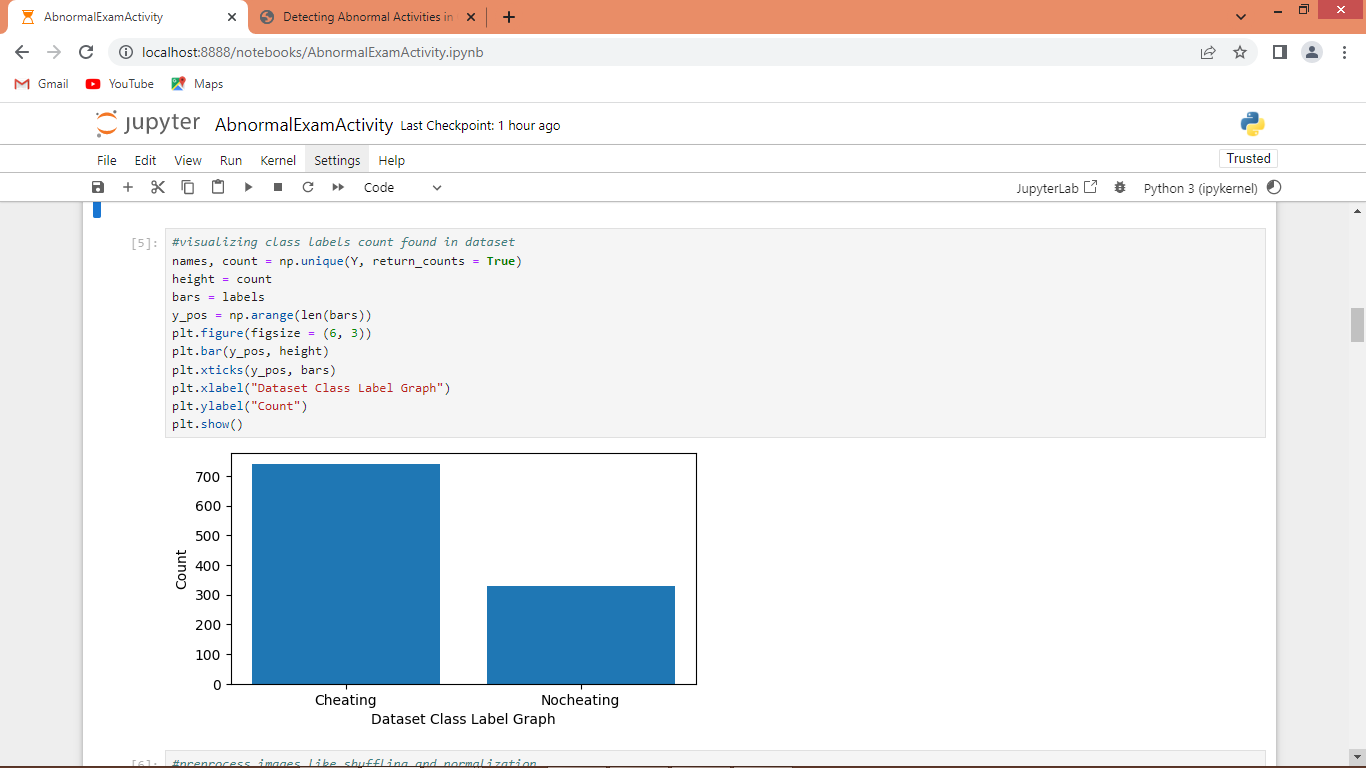 AbnormalExamActivity
Detecting Abnormal Activities in
localhost:8888/notebooks/AbnormalExamActivity.ipynb
Gmail YouTube Maps
jupyter AbnormalExamActivity Last Checkpoint: 1 hour ago
File Edit View Run Kernel Settings Help
Trusted
Code
JupyterLab
Python 3 (ipykernel)
[5]:
#visualizing class labels count found in dataset
names, count = np.unique(Y, return_counts = True)
height = count
bars = labels
y_pos = np.arange(len(bars))
plt.figure(figsize = (6, 3))
plt.bar(y_pos, height)
plt.xticks(y_pos, bars)
plt.xlabel("Dataset Class Label Graph")
plt.ylabel("Count")
plt.show()
700
600
500
400
300
200
100
0
Count
Cheating Nocheating
Dataset Class Label Graph
[6]:
#preprocess images like shuffling and normalization